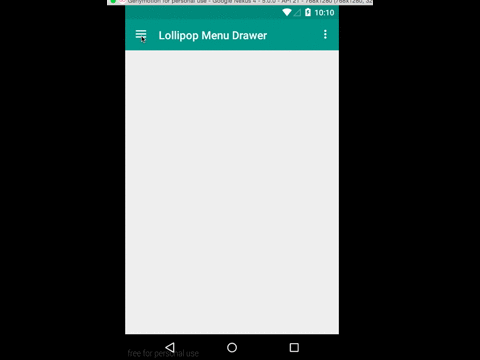 Genymotion for personal use - Google Nexus 4 - 5.0.0 - API 21 - 768x1280 (768x1280, 32
10:10
Lollipop Menu Drawer
free for personal use